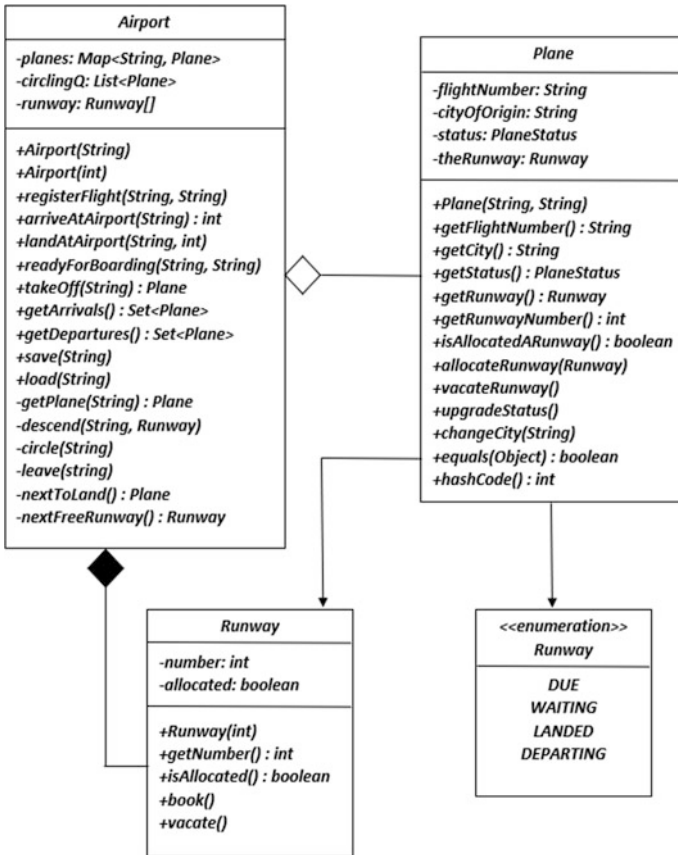 Airport
-planes: Map<String, Plane>
-circlingQ: List<Plane>
-runway: Runway[]
+Airport(String)
+Airport(int)
+registerFlight(String, String)
+arriveAtAirport(String) : int
+landAtAirport(String, int)
+readyForBoarding(String, String)
+takeOff(String) : Plane
+getArrivals() : Set<Plane>
+getDepartures() : Set<Plane>
+save(String)
+load(String)
-getPlane(String) : Plane
-descend(String, Runway)
-circle(String)
-leave(string)
-nextToLand() : Plane
-nextFreeRunway() : Runway
Plane
-flightNumber: String
-cityOfOrigin: String
-status: PlaneStatus
-theRunway: Runway
+Plane(String, String)
+getFlightNumber() : String
+getCity() : String
+getStatus() : PlaneStatus
+getRunway() : Runway
+getRunwayNumber() : int
+isAllocatedARunway() : boolean
+allocateRunway(Runway)
+vacateRunway()
+upgradeStatus()
+changeCity(String)
+equals(Object) : boolean
+hashCode() : int
Runway
-number: int
-allocated: boolean
+Runway(int)
+getNumber() : int
+isAllocated() : boolean
+book()
+vacate()
<<enumeration>>
Runway
DUE
WAITING
LANDED
DEPARTING